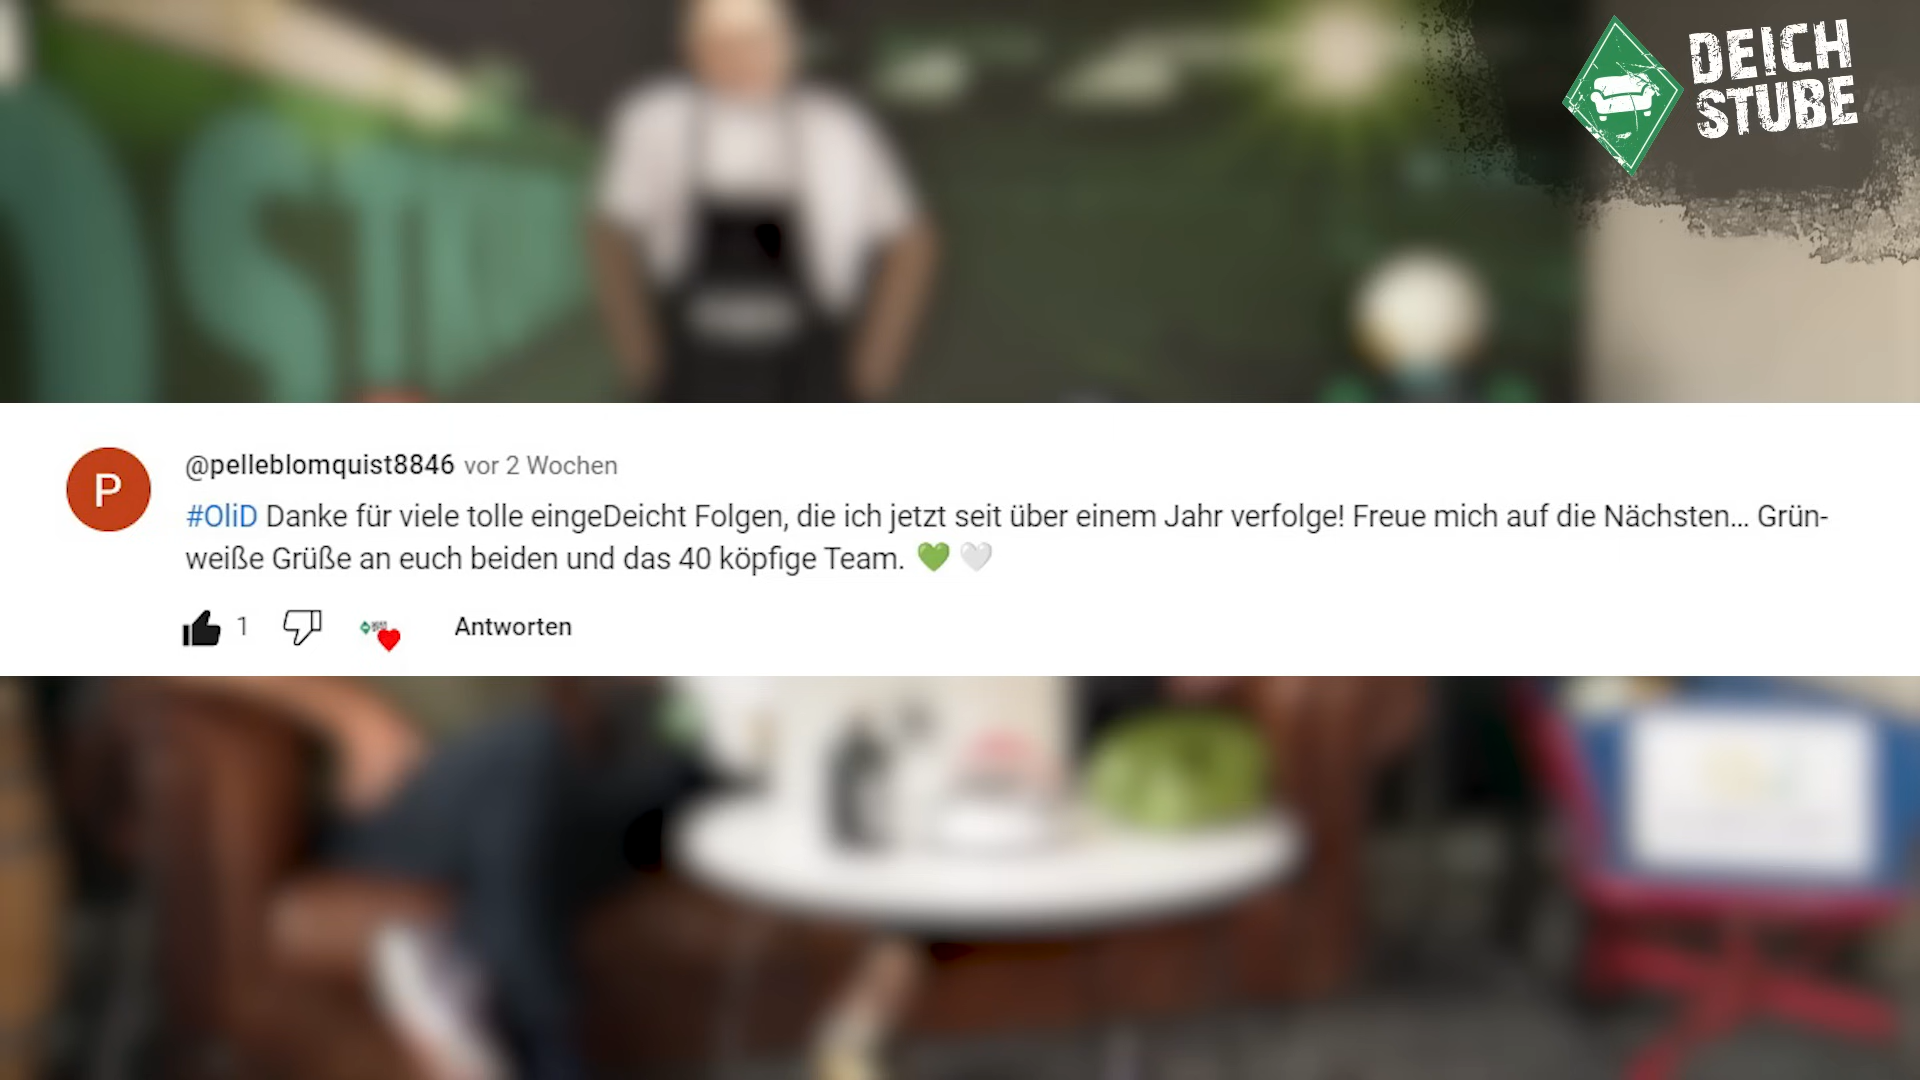 DEICH
STUBE
@pelleblomquist8846 vor 2 Wochen
#OliD Danke für viele tolle eingeDeicht Folgen, die ich jetzt seit über einem Jahr verfolge! Freue mich auf die Nächsten... Grün-
weiße Grüße an euch beiden und das 40 köpfige Team. 💚 🤍
P
1
Antworten